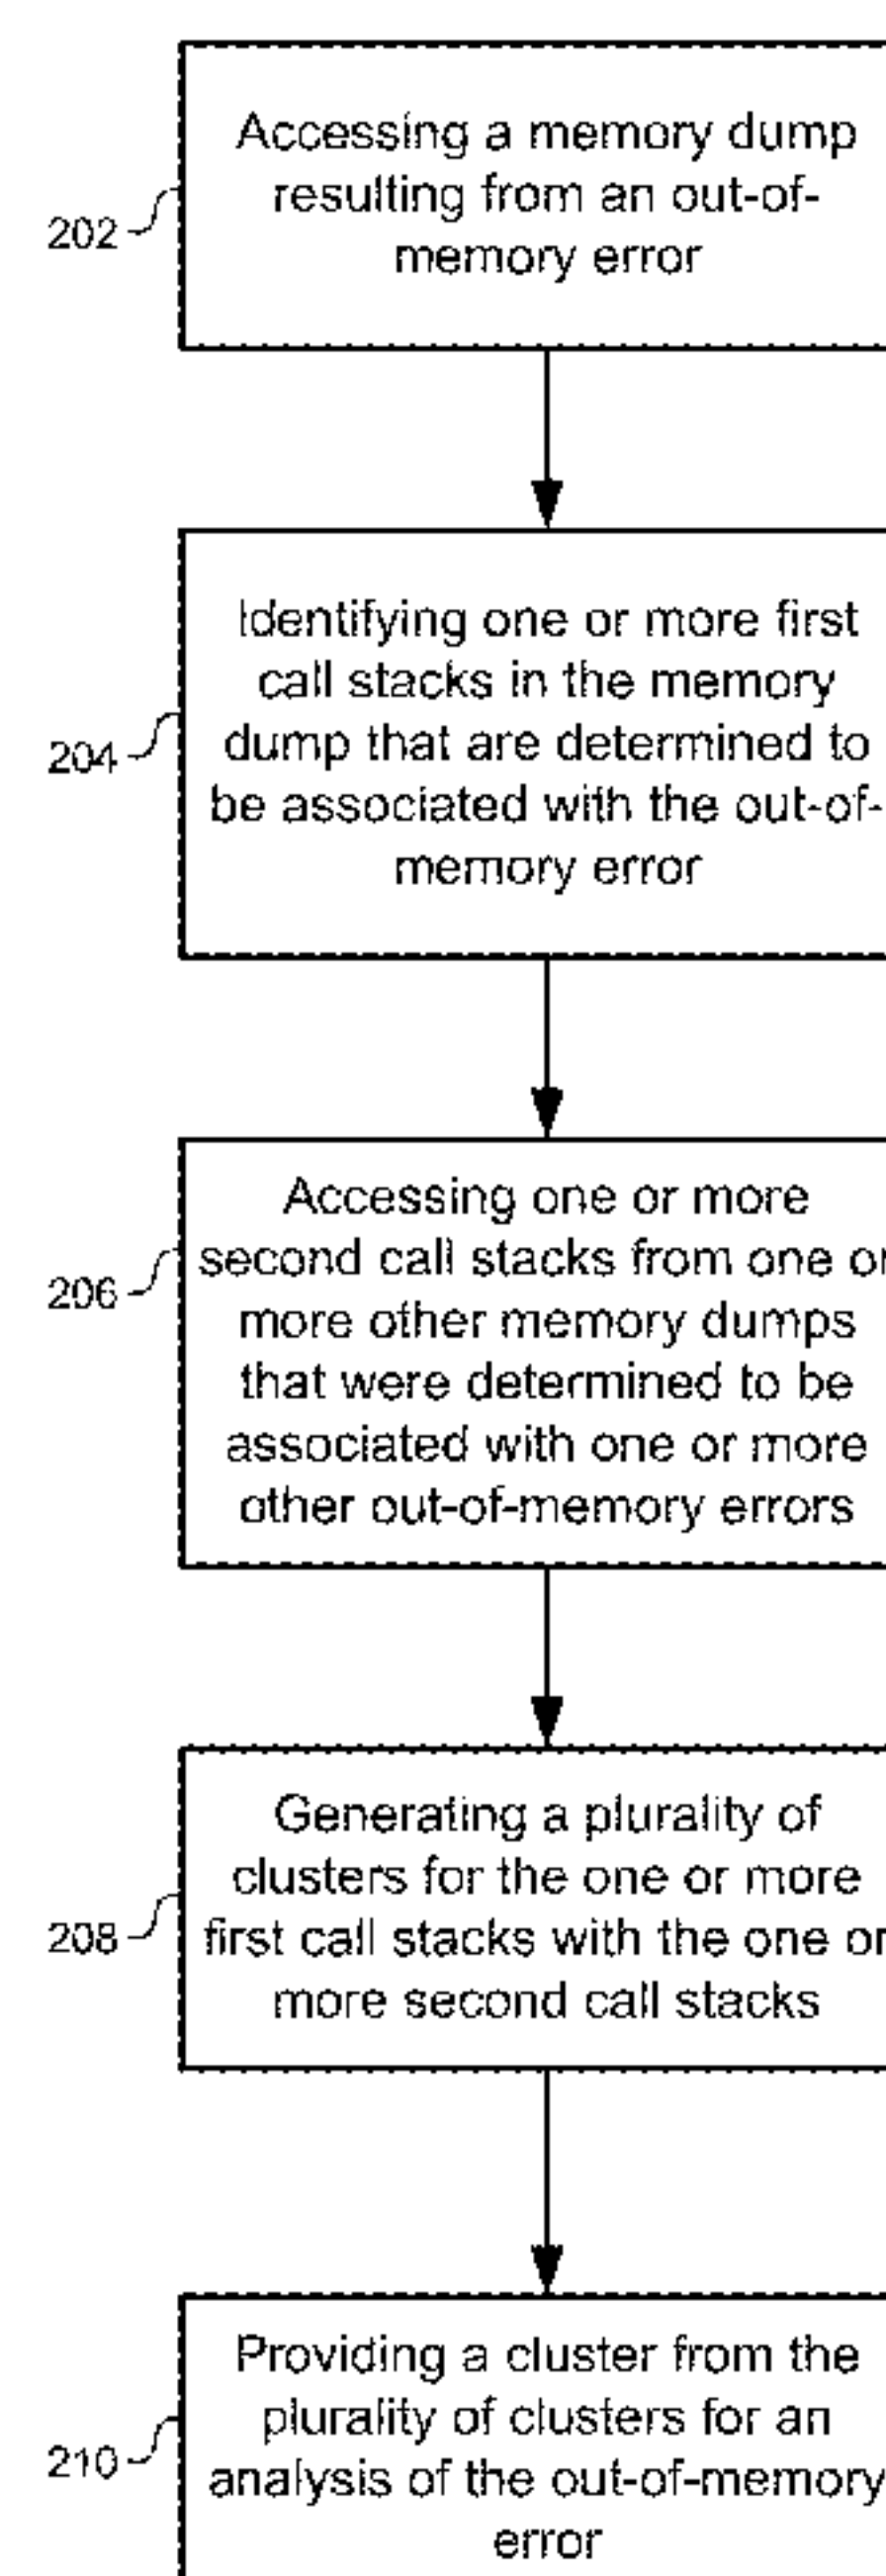 Accessing a memory dump
resulting from an out-of-
memory error
202
Identifying one or more first
call stacks in the memory
dump that are determined to
be associated with the out-of-
memory error
204
Accessing one or more
second call stacks from one or
more other memory dumps
that were determined to be
associated with one or more
other out-of-memory errors
206
Generating a plurality of
clusters for the one or more
first call stacks with the one or
more second call stacks
208
Providing a cluster from the
plurality of clusters for an
analysis of the out-of-memory
error
210